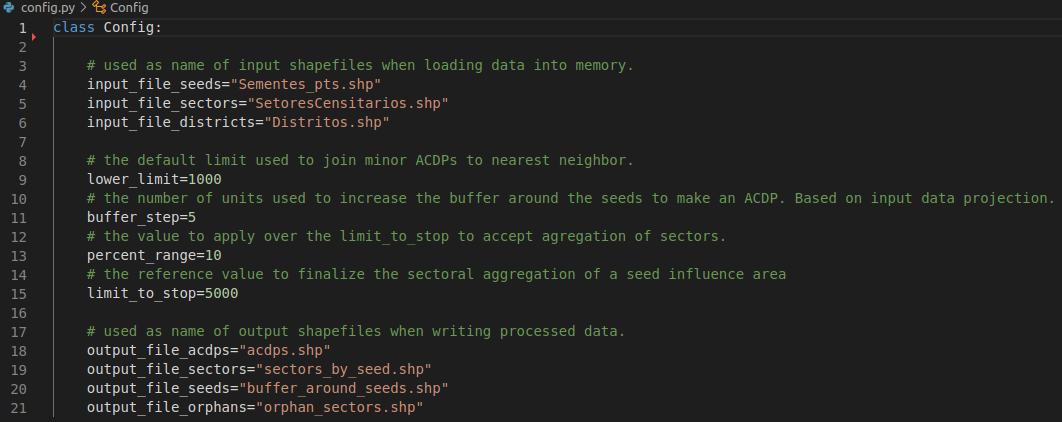 config.py > Config
1 class Config:
2
3 # used as name of input shapefiles when loading data into memory.
4 input_file_seeds="Sementes_pts.shp"
5 input_file_sectors="SetoresCensitarios.shp"
6 input_file_districts="Distritos.shp"
7
8 # the default limit used to join minor ACDPs to nearest neighbor.
9 lower_limit=1000
10 # the number of units used to increase the buffer around the seeds to make an ACDP. Based on input data projection.
11 buffer_step=5
12 # the value to apply over the limit_to_stop to accept agregation of sectors.
13 percent_range=10
14 # the reference value to finalize the sectoral aggregation of a seed influence area
15 limit_to_stop=5000
16
17 # used as name of output shapefiles when writing processed data.
18 output_file_acdps="acdps.shp"
19 output_file_sectors="sectors_by_seed.shp"
20 output_file_seeds="buffer_around_seeds.shp"
21 output_file_orphans="orphan_sectors.shp"